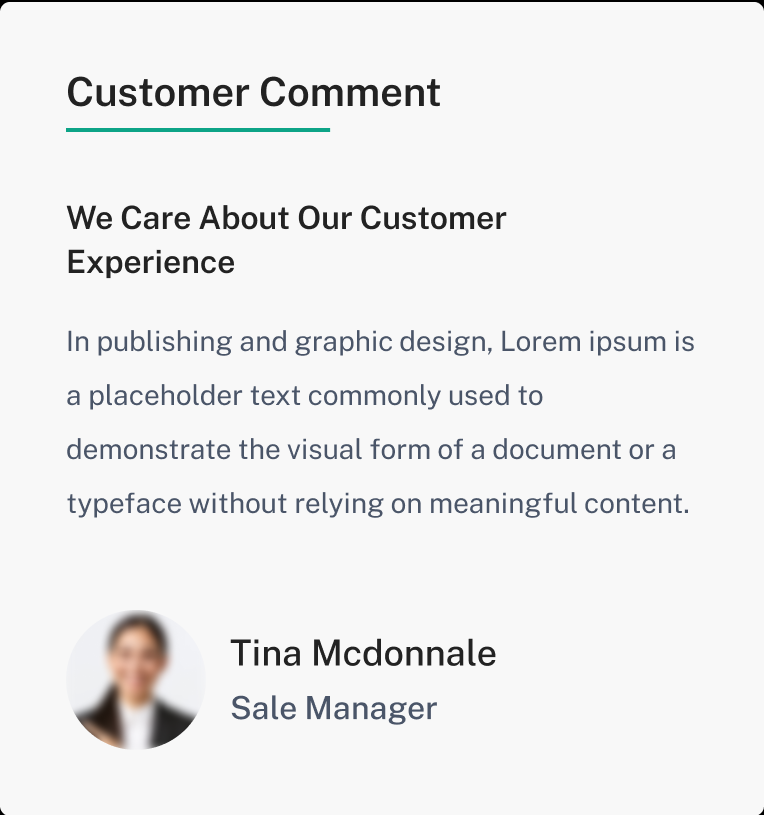 Customer Comment
We Care About Our Customer
Experience
In publishing and graphic design, Lorem ipsum is
a placeholder text commonly used to
demonstrate the visual form of a document or a
typeface without relying on meaningful content.
Tina Mcdonnale
Sale Manager